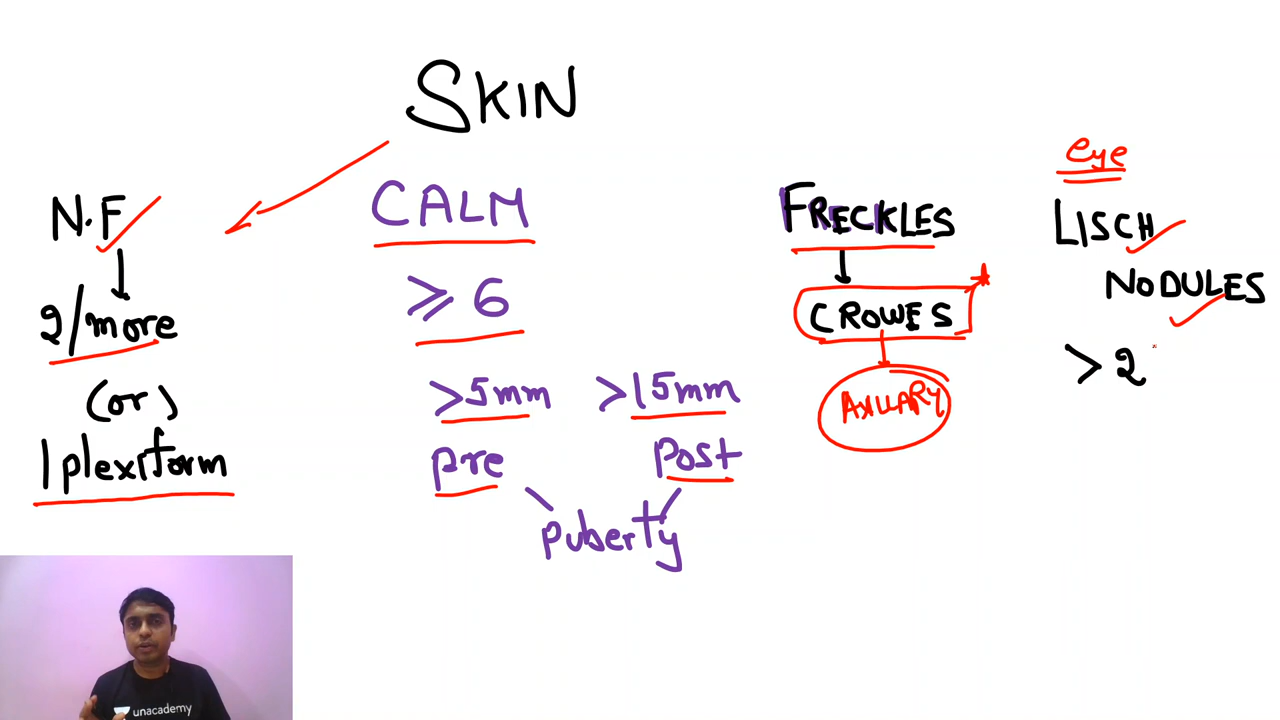 SKIN
N.F
2/more
(or)
1 plexiform
CALM
≥ 6
>5mm >15mm
pre post
puberty
FRECKLES
CROWES
AXILLARY
eye
LISCH
NODULES
>2
unacademy